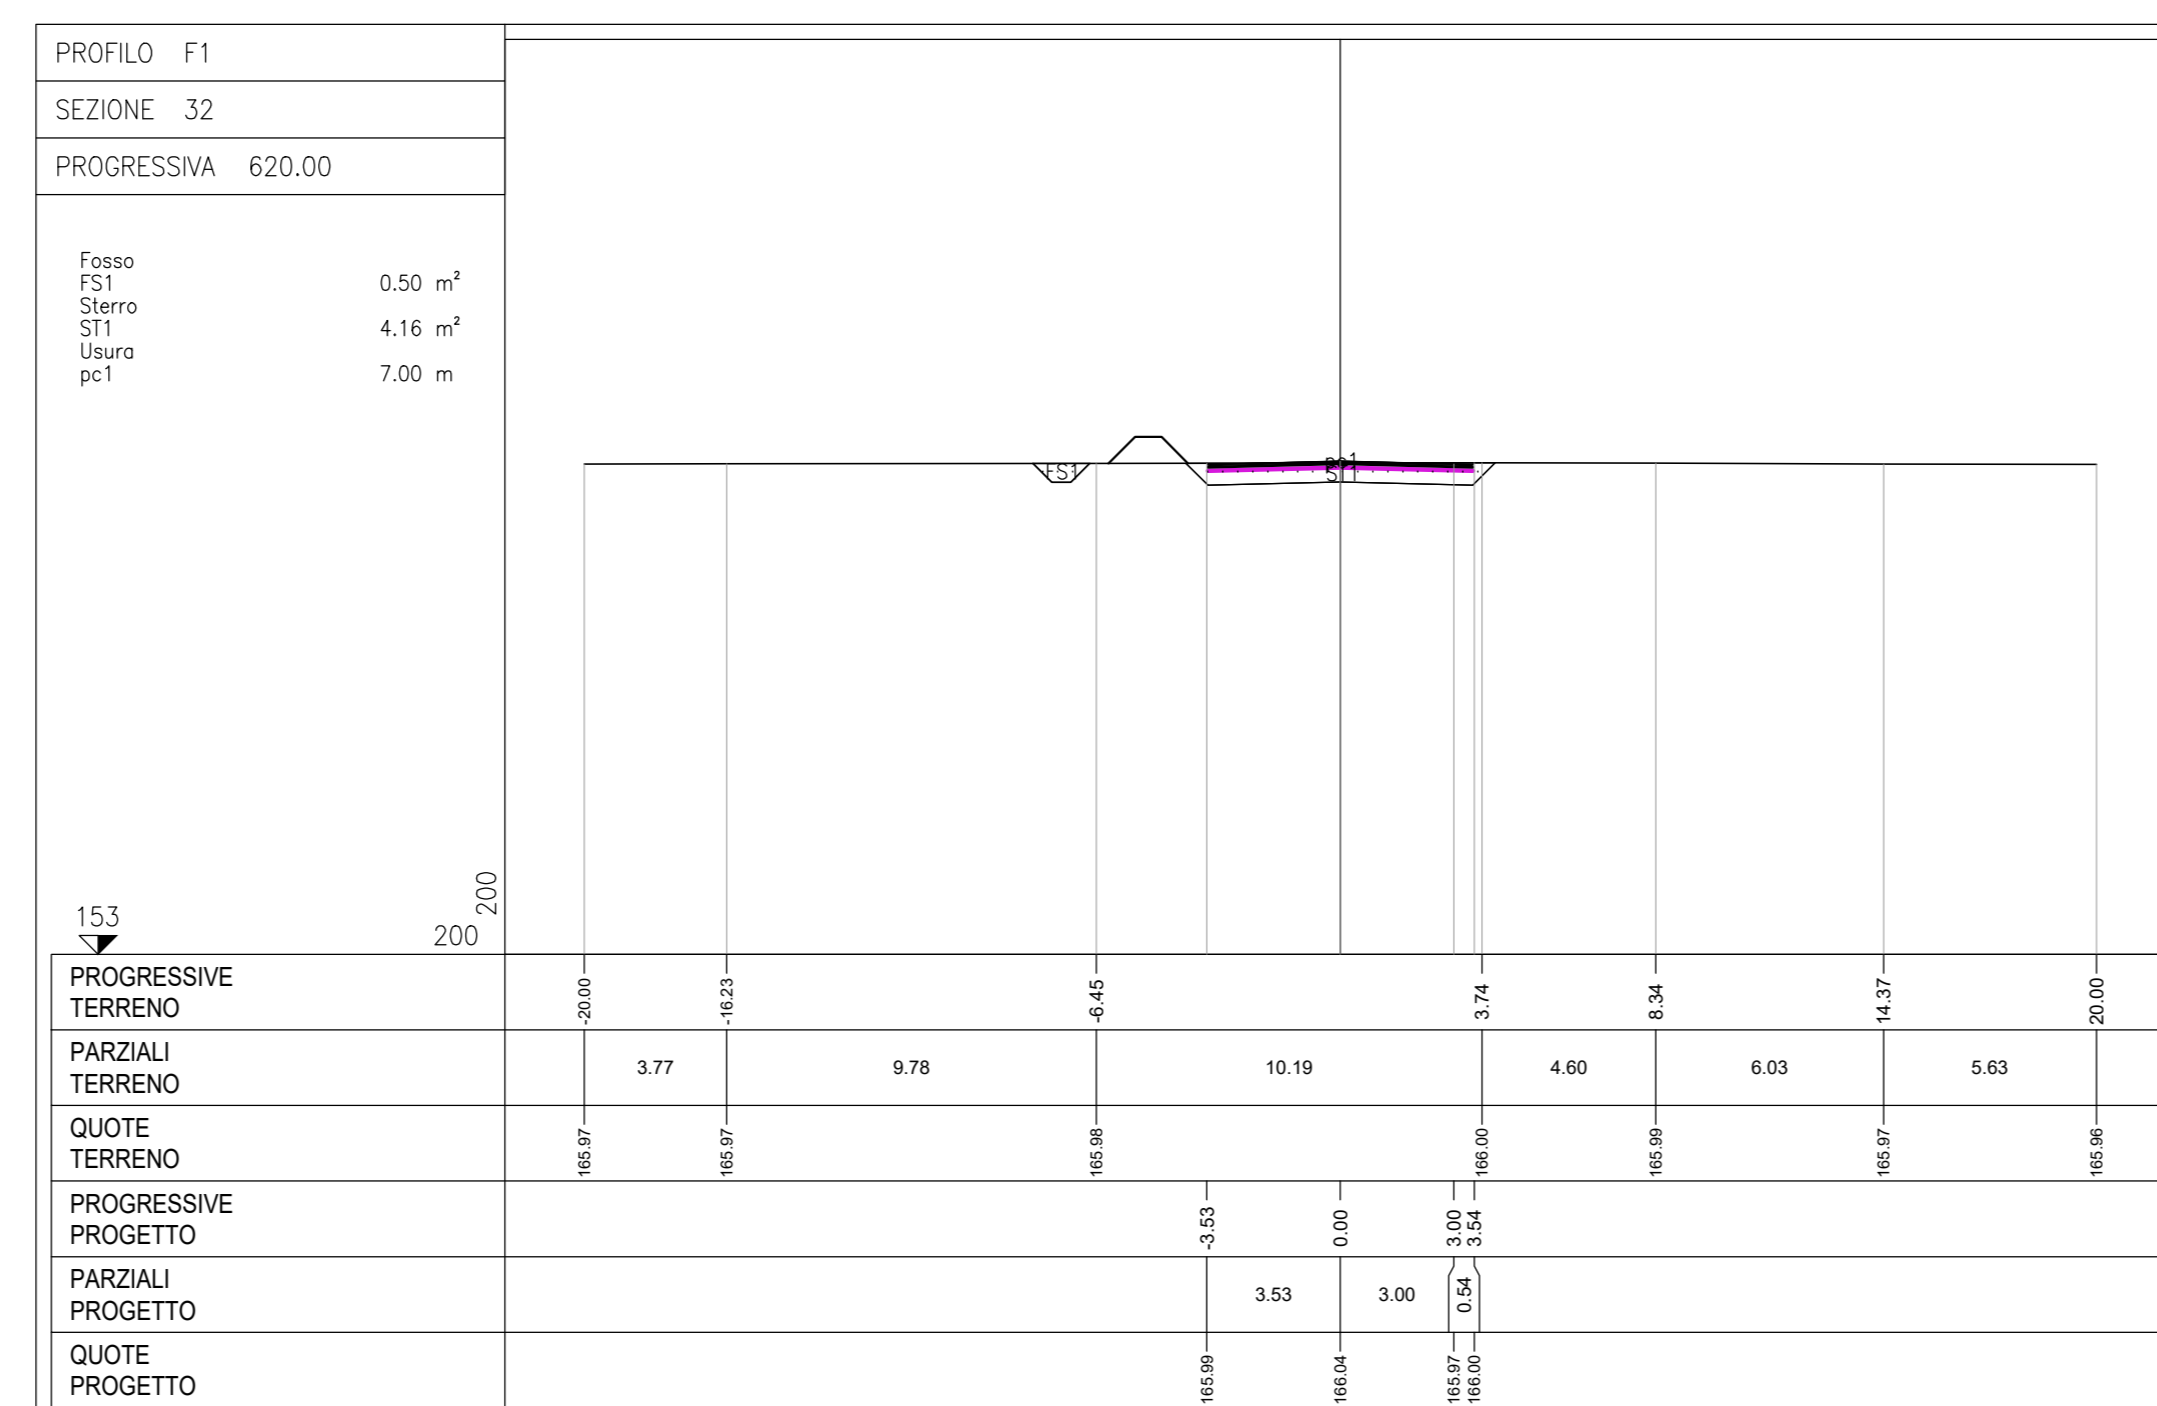 PROFILO F1
SEZIONE 32
PROGRESSIVA 620.00
Fosso
FS1 0.50 m²
Sterro
ST1 4.16 m²
Usura
pc1 7.00 m
FS1
pc1
ST1
200
153
200
PROGRESSIVE
TERRENO
-20.00 -16.23 -6.45 3.74 8.34 14.37 20.00
PARZIALI
TERRENO
3.77 9.78 10.19 4.60 6.03 5.63
QUOTE
TERRENO
165.97 165.97 165.98 166.00 165.99 165.97 165.96
PROGRESSIVE
PROGETTO
-3.53 0.00 3.00 3.54
PARZIALI
PROGETTO
3.53 3.00 0.54
QUOTE
PROGETTO
165.99 166.04 165.97 166.00